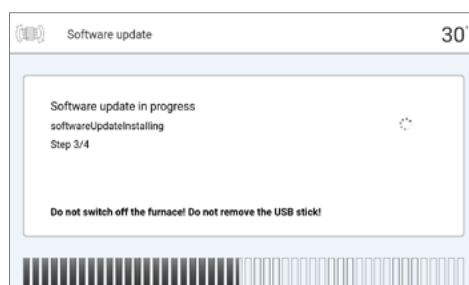 Software update
30°
Software update in progress
softwareUpdateInstalling
Step 3/4
Do not switch off the furnace! Do not remove the USB stick!